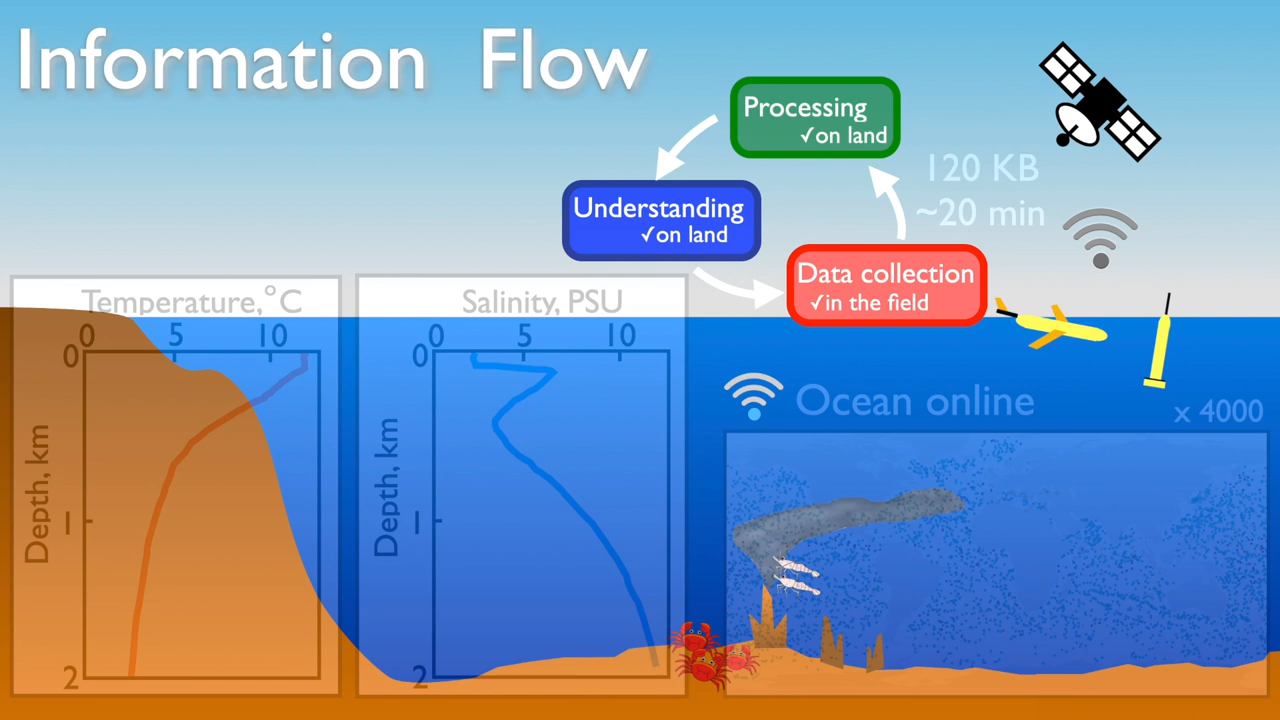 Information Flow
Processing
✓on land
120 KB
~20 min
Understanding
✓on land
Data collection
✓in the field
Temperature,°C
0 5 10
0
1
2
Depth, km
Salinity, PSU
0 5 10
0
1
2
Depth, km
Ocean online
x 4000